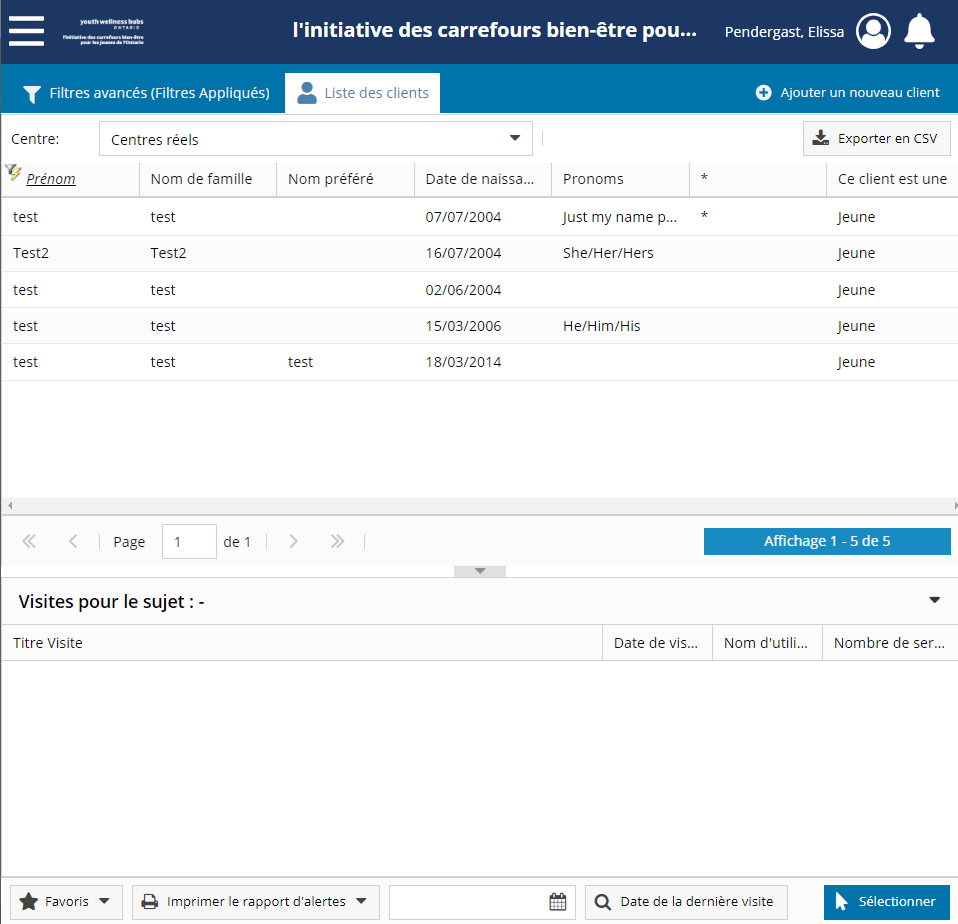 youth wellness hubs
ONTARIO
l'initiative des carrefours bien-être
pour les jeunes de l'Ontario
l'initiative des carrefours bien-être pou...
Pendergast, Elissa
Filtres avancés (Filtres Appliqués)
Liste des clients
Ajouter un nouveau client
Centre:
Centres réels
Exporter en CSV
Prénom Nom de famille Nom préféré Date de naissa... Pronoms * Ce client est une
test test 07/07/2004 Just my name p... * Jeune
Test2 Test2 16/07/2004 She/Her/Hers Jeune
test test 02/06/2004 Jeune
test test 15/03/2006 He/Him/His Jeune
test test test 18/03/2014 Jeune
Page 1 de 1
Affichage 1 - 5 de 5
Visites pour le sujet : -
Titre Visite Date de vis... Nom d'utili... Nombre de ser...
Favoris
Imprimer le rapport d'alertes
Date de la dernière visite
Sélectionner